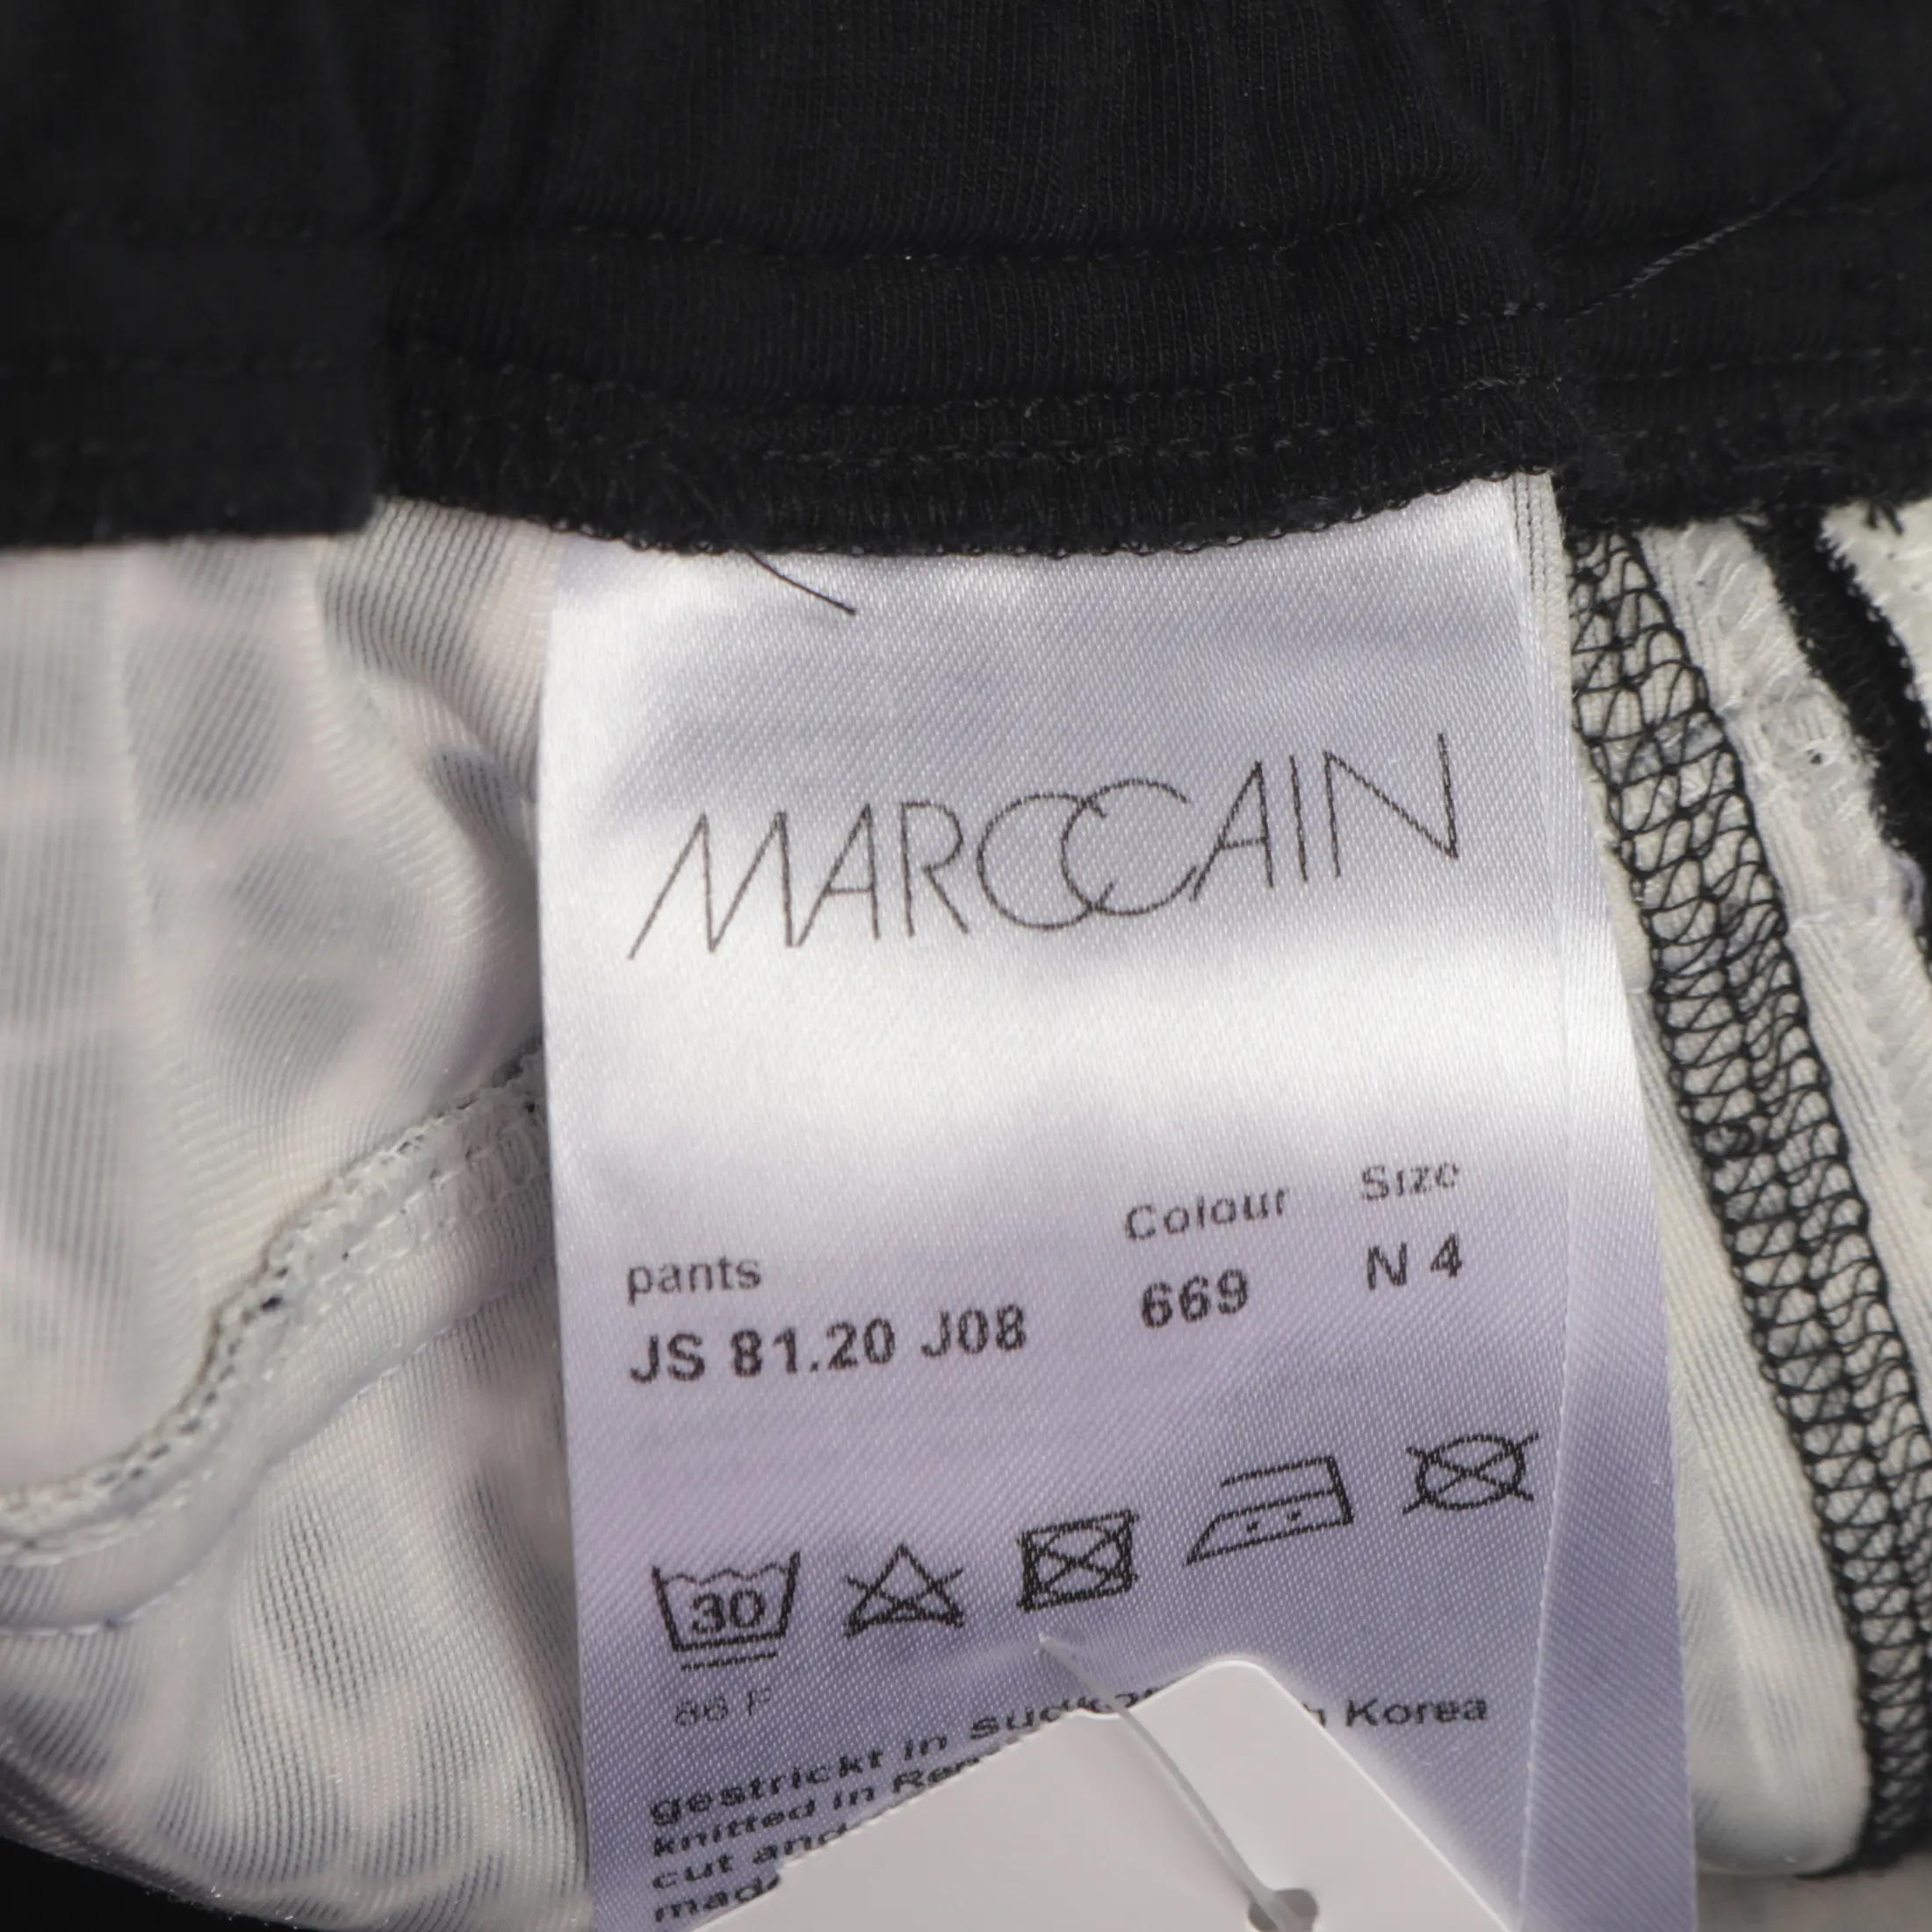 MARCCAIN
pants Colour Size
JS 81.20 J08 669 N 4
30
86 F
gestrickt in Korea
knitted in
cut and